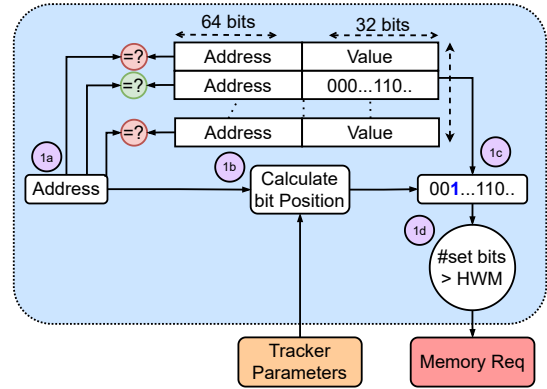 64 bits
32 bits
=?
Address
Value
=?
Address
000...110..
=?
Address
Value
1a
1b
1c
Address
Calculate
bit Position
001...110..
1d
#set bits
> HWM
Tracker
Parameters
Memory Req